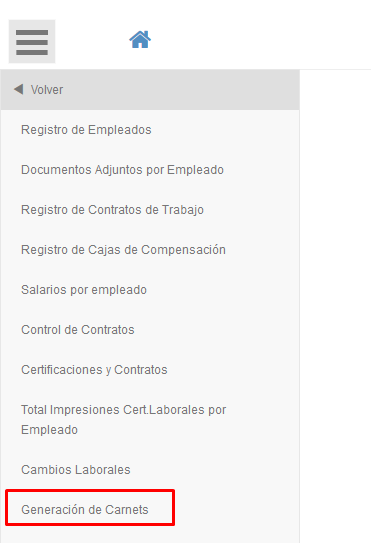 Volver
Registro de Empleados
Documentos Adjuntos por Empleado
Registro de Contratos de Trabajo
Registro de Cajas de Compensación
Salarios por empleado
Control de Contratos
Certificaciones y Contratos
Total Impresiones Cert.Laborales por
Empleado
Cambios Laborales
Generación de Carnets